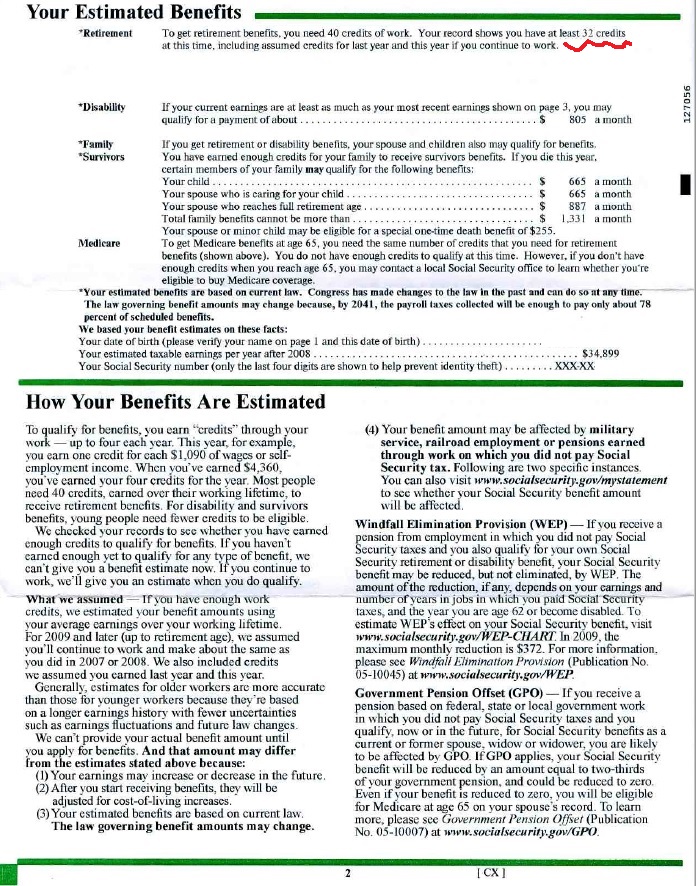 Your Estimated Benefits
*Retirement To get retirement benefits, you need 40 credits of work. Your record shows you have at least 32 credits
at this time, including assumed credits for last year and this year if you continue to work.
*Disability If your current earnings are at least as much as your most recent earnings shown on page 3, you may
qualify for a payment of about . . . . . . . . . . . . . . . . . . . . . . . . . . . . . . . . . . . . . . . . . $ 805 a month
*Family If you get retirement or disability benefits, your spouse and children also may qualify for benefits.
*Survivors You have earned enough credits for your family to receive survivors benefits. If you die this year,
certain members of your family may qualify for the following benefits:
Your child . . . . . . . . . . . . . . . . . . . . . . . . . . . . . . . . . . . . . . . . . . . . . . . . . . . . . $ 665 a month
Your spouse who is caring for your child . . . . . . . . . . . . . . . . . . . . . . . . . . . . . . . $ 665 a month
Your spouse who reaches full retirement age . . . . . . . . . . . . . . . . . . . . . . . . . . . . $ 887 a month
Total family benefits cannot be more than . . . . . . . . . . . . . . . . . . . . . . . . . . . . . . $ 1,331 a month
Your spouse or minor child may be eligible for a special one-time death benefit of $255.
Medicare To get Medicare benefits at age 65, you need the same number of credits that you need for retirement
benefits (shown above). You do not have enough credits to qualify at this time. However, if you don't have
enough credits when you reach age 65, you may contact a local Social Security office to learn whether you're
eligible to buy Medicare coverage.
*Your estimated benefits are based on current law. Congress has made changes to the law in the past and can do so at any time.
The law governing benefit amounts may change because, by 2041, the payroll taxes collected will be enough to pay only about 78
percent of scheduled benefits.
We based your benefit estimates on these facts:
Your date of birth (please verify your name on page 1 and this date of birth) . . . . . . . . . . . . . . . . . . . . .
Your estimated taxable earnings per year after 2008 . . . . . . . . . . . . . . . . . . . . . . . . . . . . . . . . . . . . . . . . . . . . $34,899
Your Social Security number (only the last four digits are shown to help prevent identity theft) . . . . . . . . . XXX-XX
127056
How Your Benefits Are Estimated
To qualify for benefits, you earn "credits" through your
work — up to four each year. This year, for example,
you earn one credit for each $1,090 of wages or self-
employment income. When you've earned $4,360,
you've earned your four credits for the year. Most people
need 40 credits, earned over their working lifetime, to
receive retirement benefits. For disability and survivors
benefits, young people need fewer credits to be eligible.
We checked your records to see whether you have earned
enough credits to qualify for benefits. If you haven't
earned enough yet to qualify for any type of benefit, we
can't give you a benefit estimate now. If you continue to
work, we'll give you an estimate when you do qualify.
What we assumed — If you have enough work
credits, we estimated your benefit amounts using
your average earnings over your working lifetime.
For 2009 and later (up to retirement age), we assumed
you'll continue to work and make about the same as
you did in 2007 or 2008. We also included credits
we assumed you earned last year and this year.
Generally, estimates for older workers are more accurate
than those for younger workers because they're based
on a longer earnings history with fewer uncertainties
such as earnings fluctuations and future law changes.
We can't provide your actual benefit amount until
you apply for benefits. And that amount may differ
from the estimates stated above because:
(1) Your earnings may increase or decrease in the future.
(2) After you start receiving benefits, they will be
adjusted for cost-of-living increases.
(3) Your estimated benefits are based on current law.
The law governing benefit amounts may change.
(4) Your benefit amount may be affected by military
service, railroad employment or pensions earned
through work on which you did not pay Social
Security tax. Following are two specific instances.
You can also visit www.socialsecurity.gov/mystatement
to see whether your Social Security benefit amount
will be affected.
Windfall Elimination Provision (WEP) — If you receive a
pension from employment in which you did not pay Social
Security taxes and you also qualify for your own Social
Security retirement or disability benefit, your Social Security
benefit may be reduced, but not eliminated, by WEP. The
amount of the reduction, if any, depends on your earnings and
number of years in jobs in which you paid Social Security
taxes, and the year you are age 62 or become disabled. To
estimate WEP's effect on your Social Security benefit, visit
www.socialsecurity.gov/WEP-CHART. In 2009, the
maximum monthly reduction is $372. For more information,
please see Windfall Elimination Provision (Publication No.
05-10045) at www.socialsecurity.gov/WEP.
Government Pension Offset (GPO) — If you receive a
pension based on federal, state or local government work
in which you did not pay Social Security taxes and you
qualify, now or in the future, for Social Security benefits as a
current or former spouse, widow or widower, you are likely
to be affected by GPO. If GPO applies, your Social Security
benefit will be reduced by an amount equal to two-thirds
of your government pension, and could be reduced to zero.
Even if your benefit is reduced to zero, you will be eligible
for Medicare at age 65 on your spouse's record. To learn
more, please see Government Pension Offset (Publication
No. 05-10007) at www.socialsecurity.gov/GPO.
2 [ CX ]